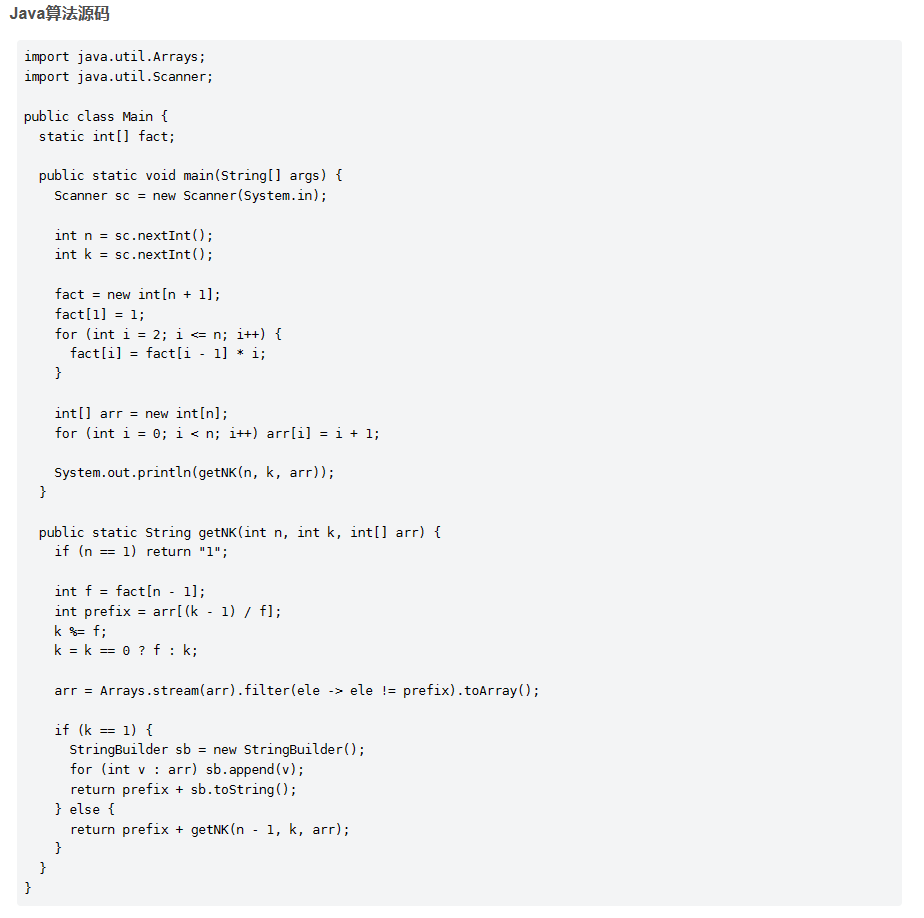 Java算法源码
import java.util.Arrays;
import java.util.Scanner;
public class Main {
static int[] fact;
public static void main(String[] args) {
Scanner sc = new Scanner(System.in);
int n = sc.nextInt();
int k = sc.nextInt();
fact = new int[n + 1];
fact[1] = 1;
for (int i = 2; i <= n; i++) {
fact[i] = fact[i - 1] * i;
}
int[] arr = new int[n];
for (int i = 0; i < n; i++) arr[i] = i + 1;
System.out.println(getNK(n, k, arr));
}
public static String getNK(int n, int k, int[] arr) {
if (n == 1) return "1";
int f = fact[n - 1];
int prefix = arr[(k - 1) / f];
k %= f;
k = k == 0 ? f : k;
arr = Arrays.stream(arr).filter(ele -> ele != prefix).toArray();
if (k == 1) {
StringBuilder sb = new StringBuilder();
for (int v : arr) sb.append(v);
return prefix + sb.toString();
} else {
return prefix + getNK(n - 1, k, arr);
}
}
}